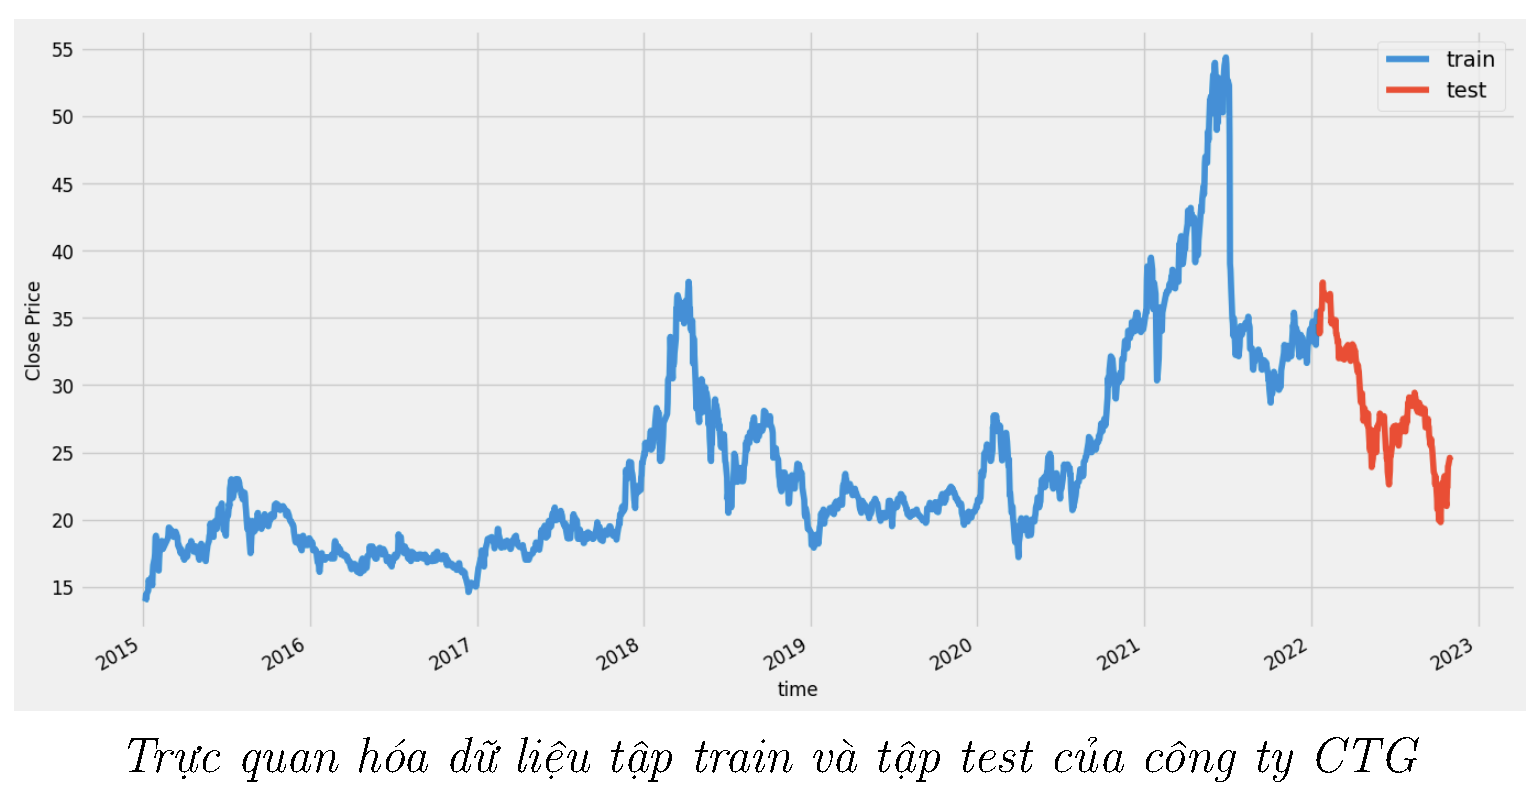 55
50
45
40
35
30
25
20
15
Close Price
train
test
2015 2016 2017 2018 2019 2020 2021 2022 2023
time
Trực quan hóa dữ liệu tập train và tập test của công ty CTG